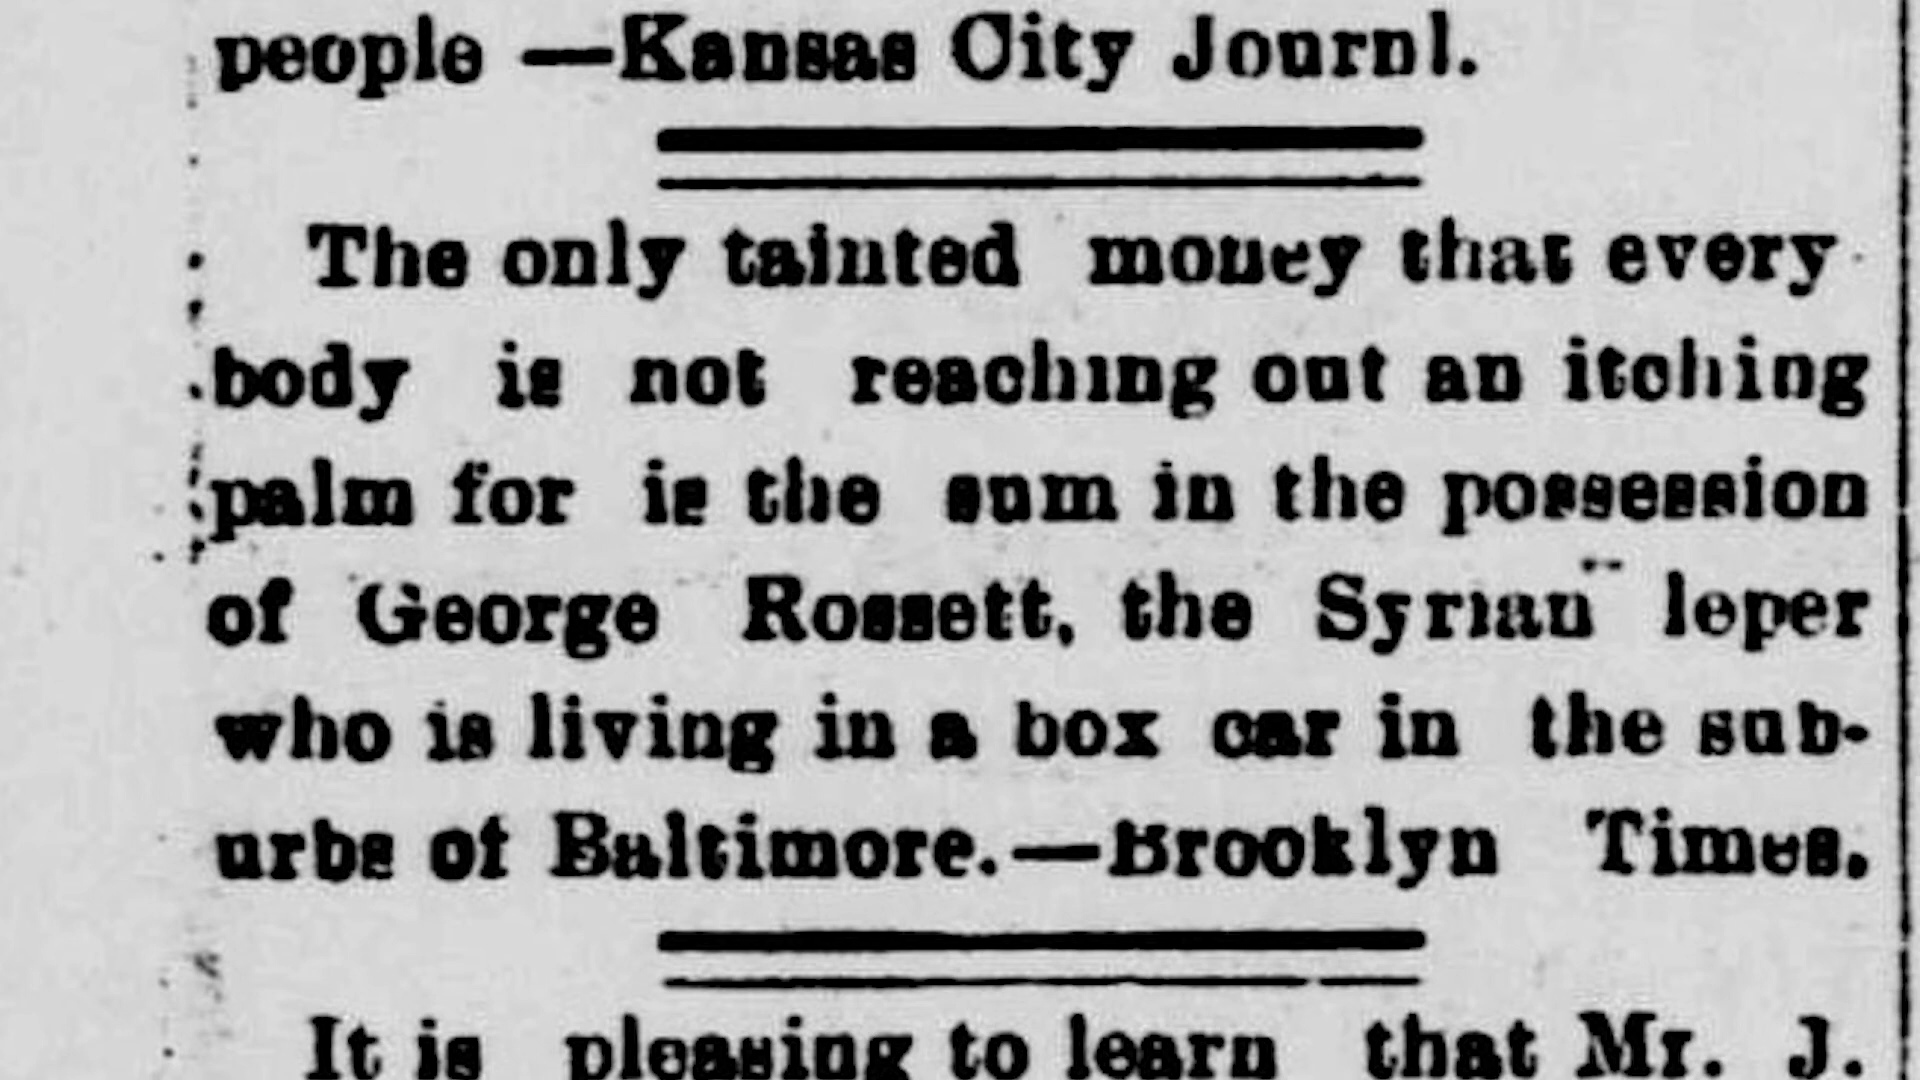 people —Kansas City Journl.
The only tainted money that every
body is not reaching out an itching
palm for is the sum in the possession
of George Rossett, the Syrian leper
who is living in a box car in the sub-
urbs of Baltimore.—Brooklyn Times.
It is pleasing to learn that Mr. J.